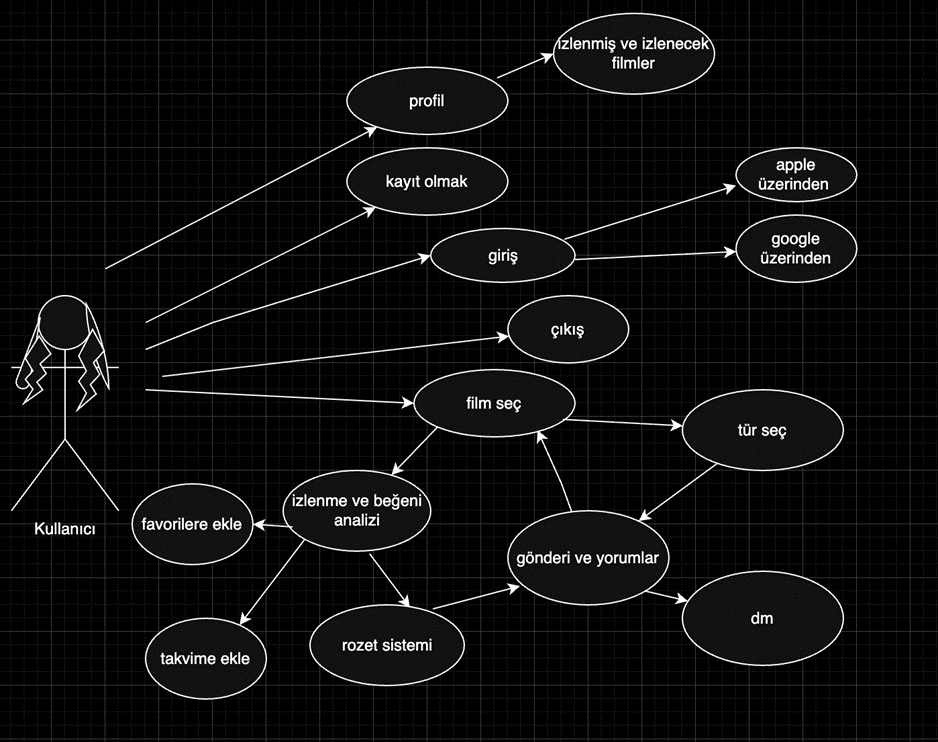 izlenmiş ve izlenecek
filmler
profil
kayıt olmak
apple
üzerinden
giriş
google
üzerinden
çıkış
film seç
tür seç
izlenme ve beğeni
analizi
favorilere ekle
Kullanıcı
gönderi ve yorumlar
dm
rozet sistemi
takvime ekle